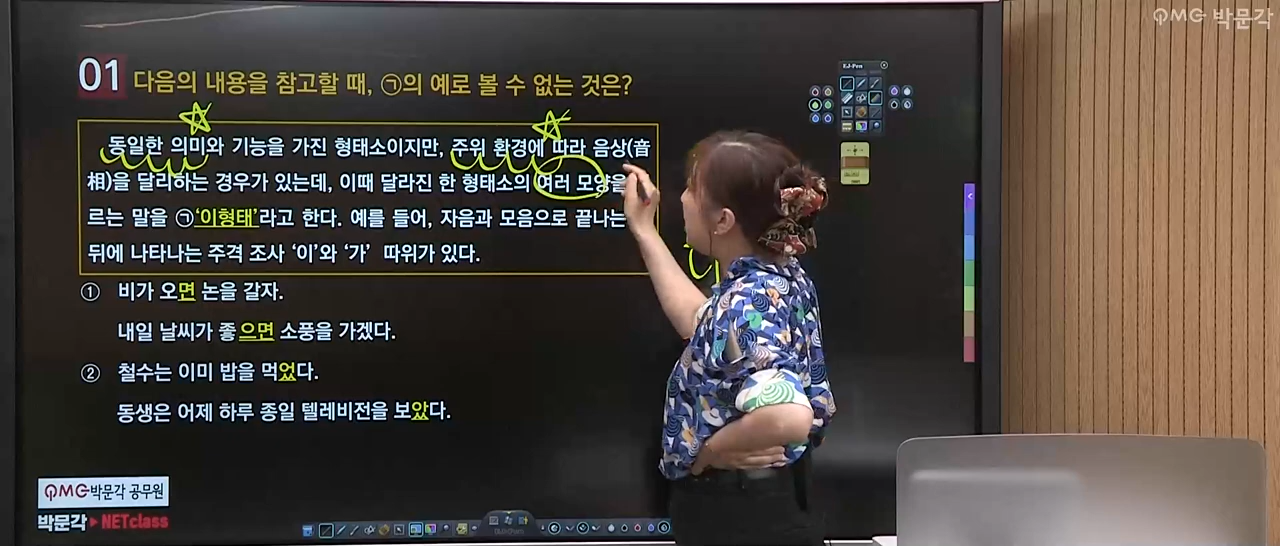 QMG 박문각
01 다음의 내용을 참고할 때, ㉠의 예로 볼 수 없는 것은?
동일한 의미와 기능을 가진 형태소이지만, 주위 환경에 따라 음상(音
相)을 달리하는 경우가 있는데, 이때 달라진 한 형태소의 여러 모양을
르는 말을 ㉠‘이형태’라고 한다. 예를 들어, 자음과 모음으로 끝나는
뒤에 나타나는 주격 조사 ‘이’와 ‘가’ 따위가 있다.
① 비가 오면 논을 갈자.
내일 날씨가 좋으면 소풍을 가겠다.
② 철수는 이미 밥을 먹었다.
동생은 어제 하루 종일 텔레비전을 보았다.
QMG박문각 공무원
박문각 ▶ NETclass
EJ-Pen